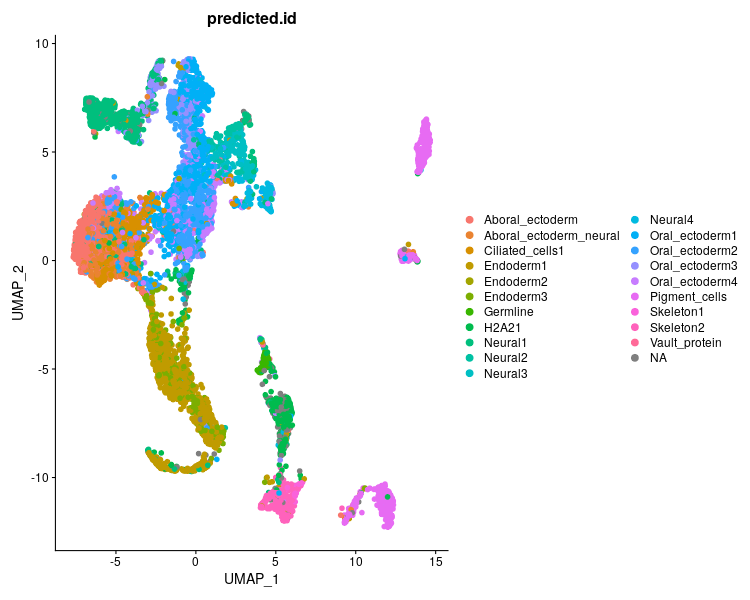 predicted.id
10
5
0
-5
-10
UMAP_2
-5
0
5
10
15
UMAP_1
Aboral_ectoderm
Aboral_ectoderm_neural
Ciliated_cells1
Endoderm1
Endoderm2
Endoderm3
Germline
H2A21
Neural1
Neural2
Neural3
Neural4
Oral_ectoderm1
Oral_ectoderm2
Oral_ectoderm3
Oral_ectoderm4
Pigment_cells
Skeleton1
Skeleton2
Vault_protein
NA